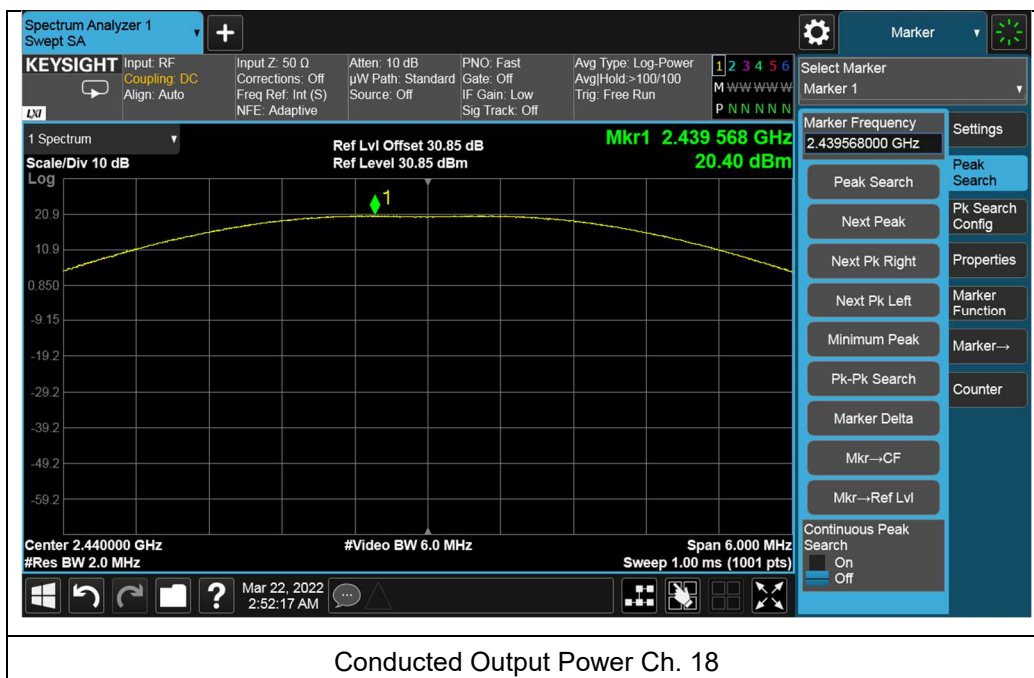 Spectrum Analyzer 1
Swept SA
Marker
KEYSIGHT
LXI
Input: RF
Coupling: DC
Align: Auto
Input Z: 50 Ω
Corrections: Off
Freq Ref: Int (S)
NFE: Adaptive
Atten: 10 dB
µW Path: Standard
Source: Off
PNO: Fast
Gate: Off
IF Gain: Low
Sig Track: Off
Avg Type: Log-Power
Avg|Hold:>100/100
Trig: Free Run
1 2 3 4 5 6
M W W W W W
P N N N N N
Select Marker
Marker 1
1 Spectrum
Scale/Div 10 dB
Ref Lvl Offset 30.85 dB
Ref Level 30.85 dBm
Mkr1 2.439 568 GHz
20.40 dBm
Log
1
20.9
10.9
0.850
-9.15
-19.2
-29.2
-39.2
-49.2
-59.2
Center 2.440000 GHz
#Res BW 2.0 MHz
#Video BW 6.0 MHz
Span 6.000 MHz
Sweep 1.00 ms (1001 pts)
Marker Frequency
2.439568000 GHz
Peak Search
Next Peak
Next Pk Right
Next Pk Left
Minimum Peak
Pk-Pk Search
Marker Delta
Mkr→CF
Mkr→Ref Lvl
Continuous Peak
Search
On
Off
Settings
Peak
Search
Pk Search
Config
Properties
Marker
Function
Marker→
Counter
?
Mar 22, 2022
2:52:17 AM
Conducted Output Power Ch. 18